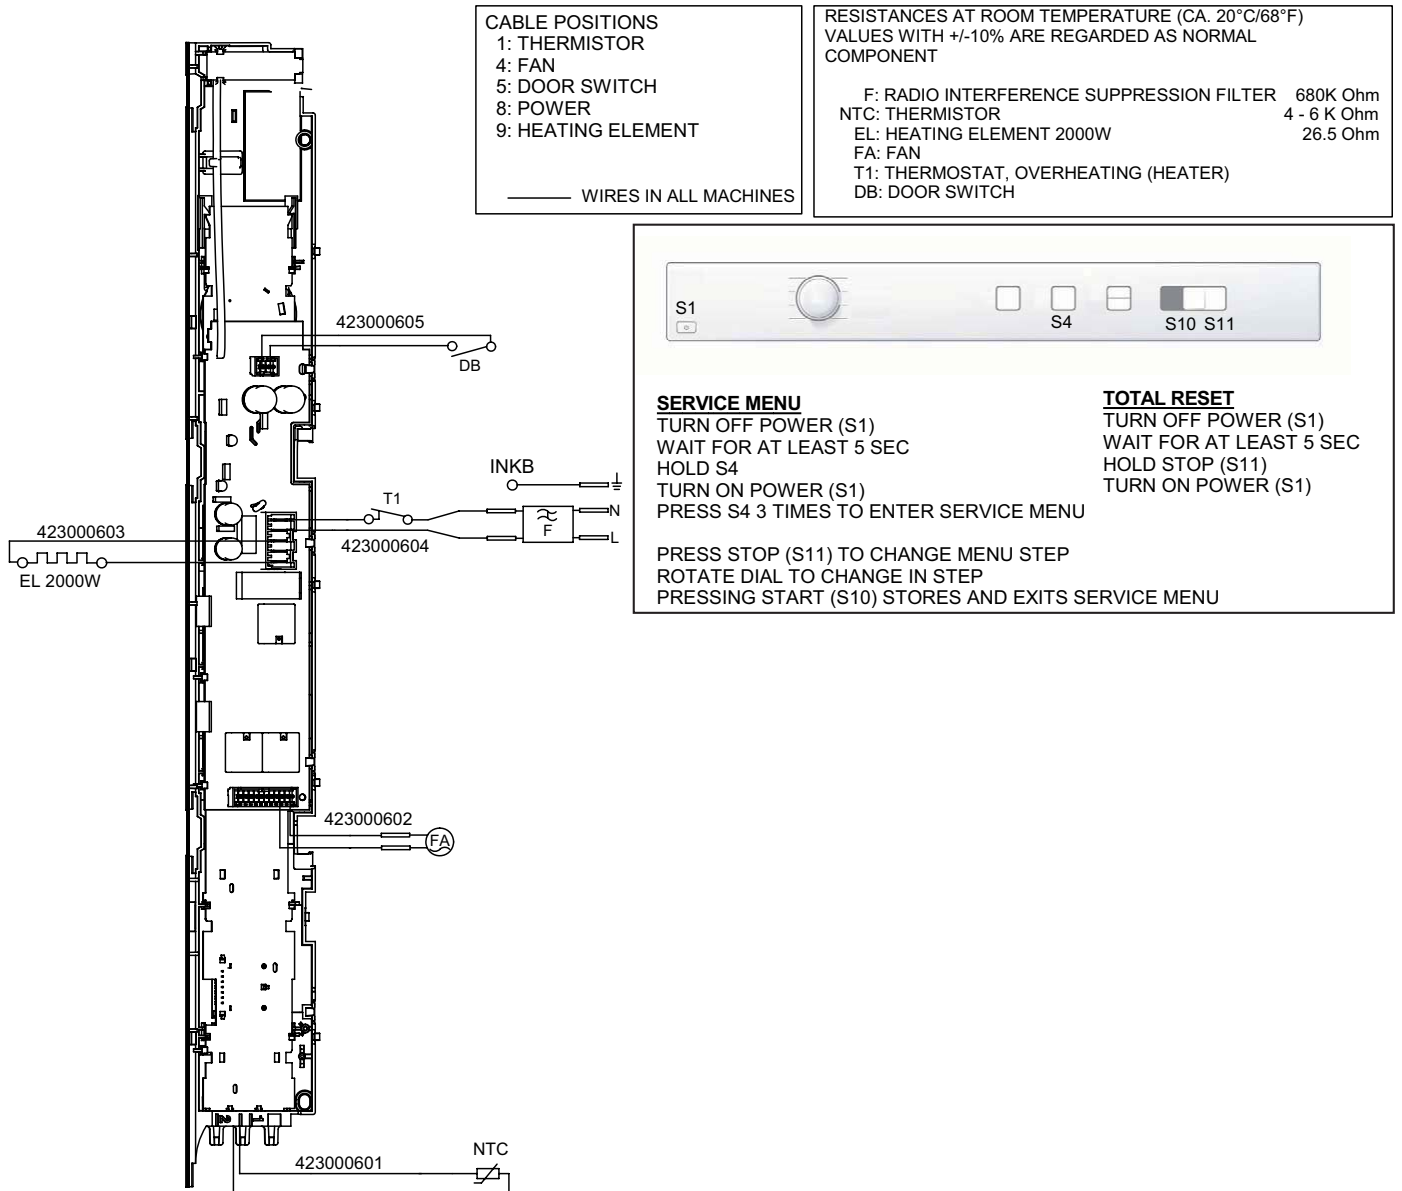 CABLE POSITIONS
1: THERMISTOR
4: FAN
5: DOOR SWITCH
8: POWER
9: HEATING ELEMENT
WIRES IN ALL MACHINES
RESISTANCES AT ROOM TEMPERATURE (CA. 20°C/68°F)
VALUES WITH +/-10% ARE REGARDED AS NORMAL
COMPONENT
F: RADIO INTERFERENCE SUPPRESSION FILTER 680K Ohm
NTC: THERMISTOR 4 - 6 K Ohm
EL: HEATING ELEMENT 2000W 26.5 Ohm
FA: FAN
T1: THERMOSTAT, OVERHEATING (HEATER)
DB: DOOR SWITCH
S1
S4
S10 S11
SERVICE MENU
TURN OFF POWER (S1)
WAIT FOR AT LEAST 5 SEC
HOLD S4
TURN ON POWER (S1)
PRESS S4 3 TIMES TO ENTER SERVICE MENU
PRESS STOP (S11) TO CHANGE MENU STEP
ROTATE DIAL TO CHANGE IN STEP
PRESSING START (S10) STORES AND EXITS SERVICE MENU
TOTAL RESET
TURN OFF POWER (S1)
WAIT FOR AT LEAST 5 SEC
HOLD STOP (S11)
TURN ON POWER (S1)
423000605
DB
INKB
T1
N
F
L
423000604
423000603
EL 2000W
423000602
FA
2 1
423000601
NTC